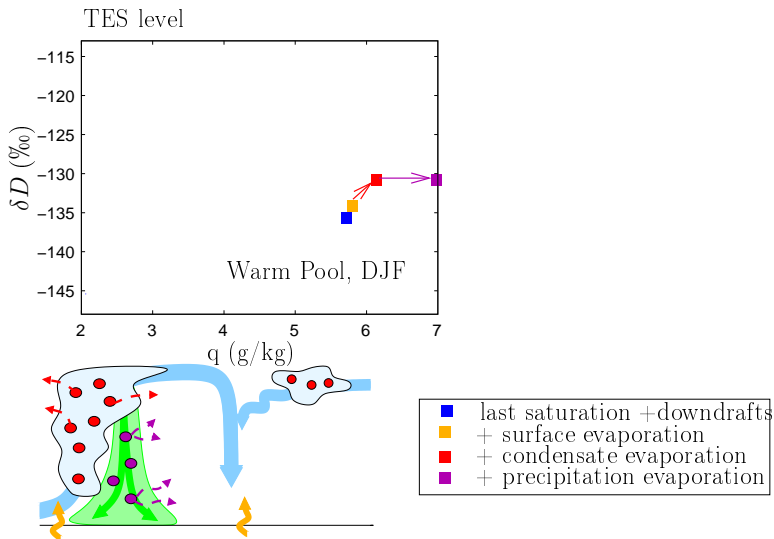 TES level
−115
−120
−125
−130
−135
−140
−145
δD (‰)
Warm Pool, DJF
2 3 4 5 6 7
q (g/kg)
last saturation +downdrafts
+ surface evaporation
+ condensate evaporation
+ precipitation evaporation